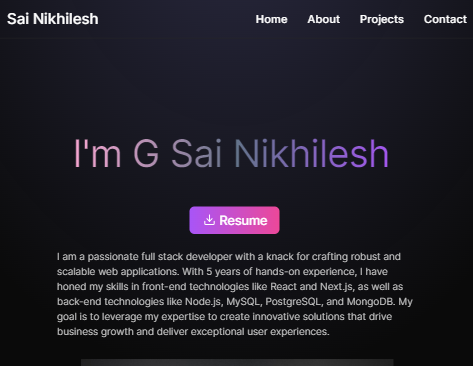 Sai Nikhilesh
Home About Projects Contact
I'm G Sai Nikhilesh
Resume
I am a passionate full stack developer with a knack for crafting robust and
scalable web applications. With 5 years of hands-on experience, I have
honed my skills in front-end technologies like React and Next.js, as well as
back-end technologies like Node.js, MySQL, PostgreSQL, and MongoDB. My
goal is to leverage my expertise to create innovative solutions that drive
business growth and deliver exceptional user experiences.